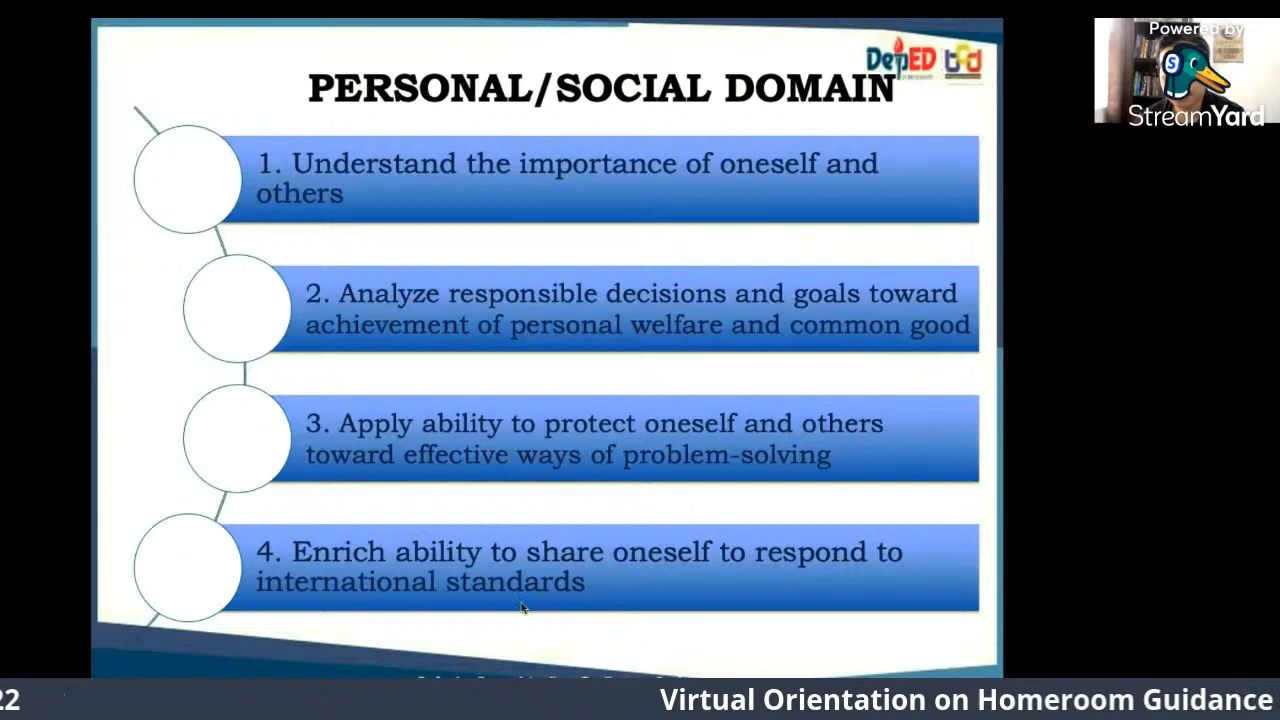 Powered by
StreamYard
DepED
PERSONAL/SOCIAL DOMAIN
1. Understand the importance of oneself and
others
2. Analyze responsible decisions and goals toward
achievement of personal welfare and common good
3. Apply ability to protect oneself and others
toward effective ways of problem-solving
4. Enrich ability to share oneself to respond to
international standards
22
Virtual Orientation on Homeroom Guidance